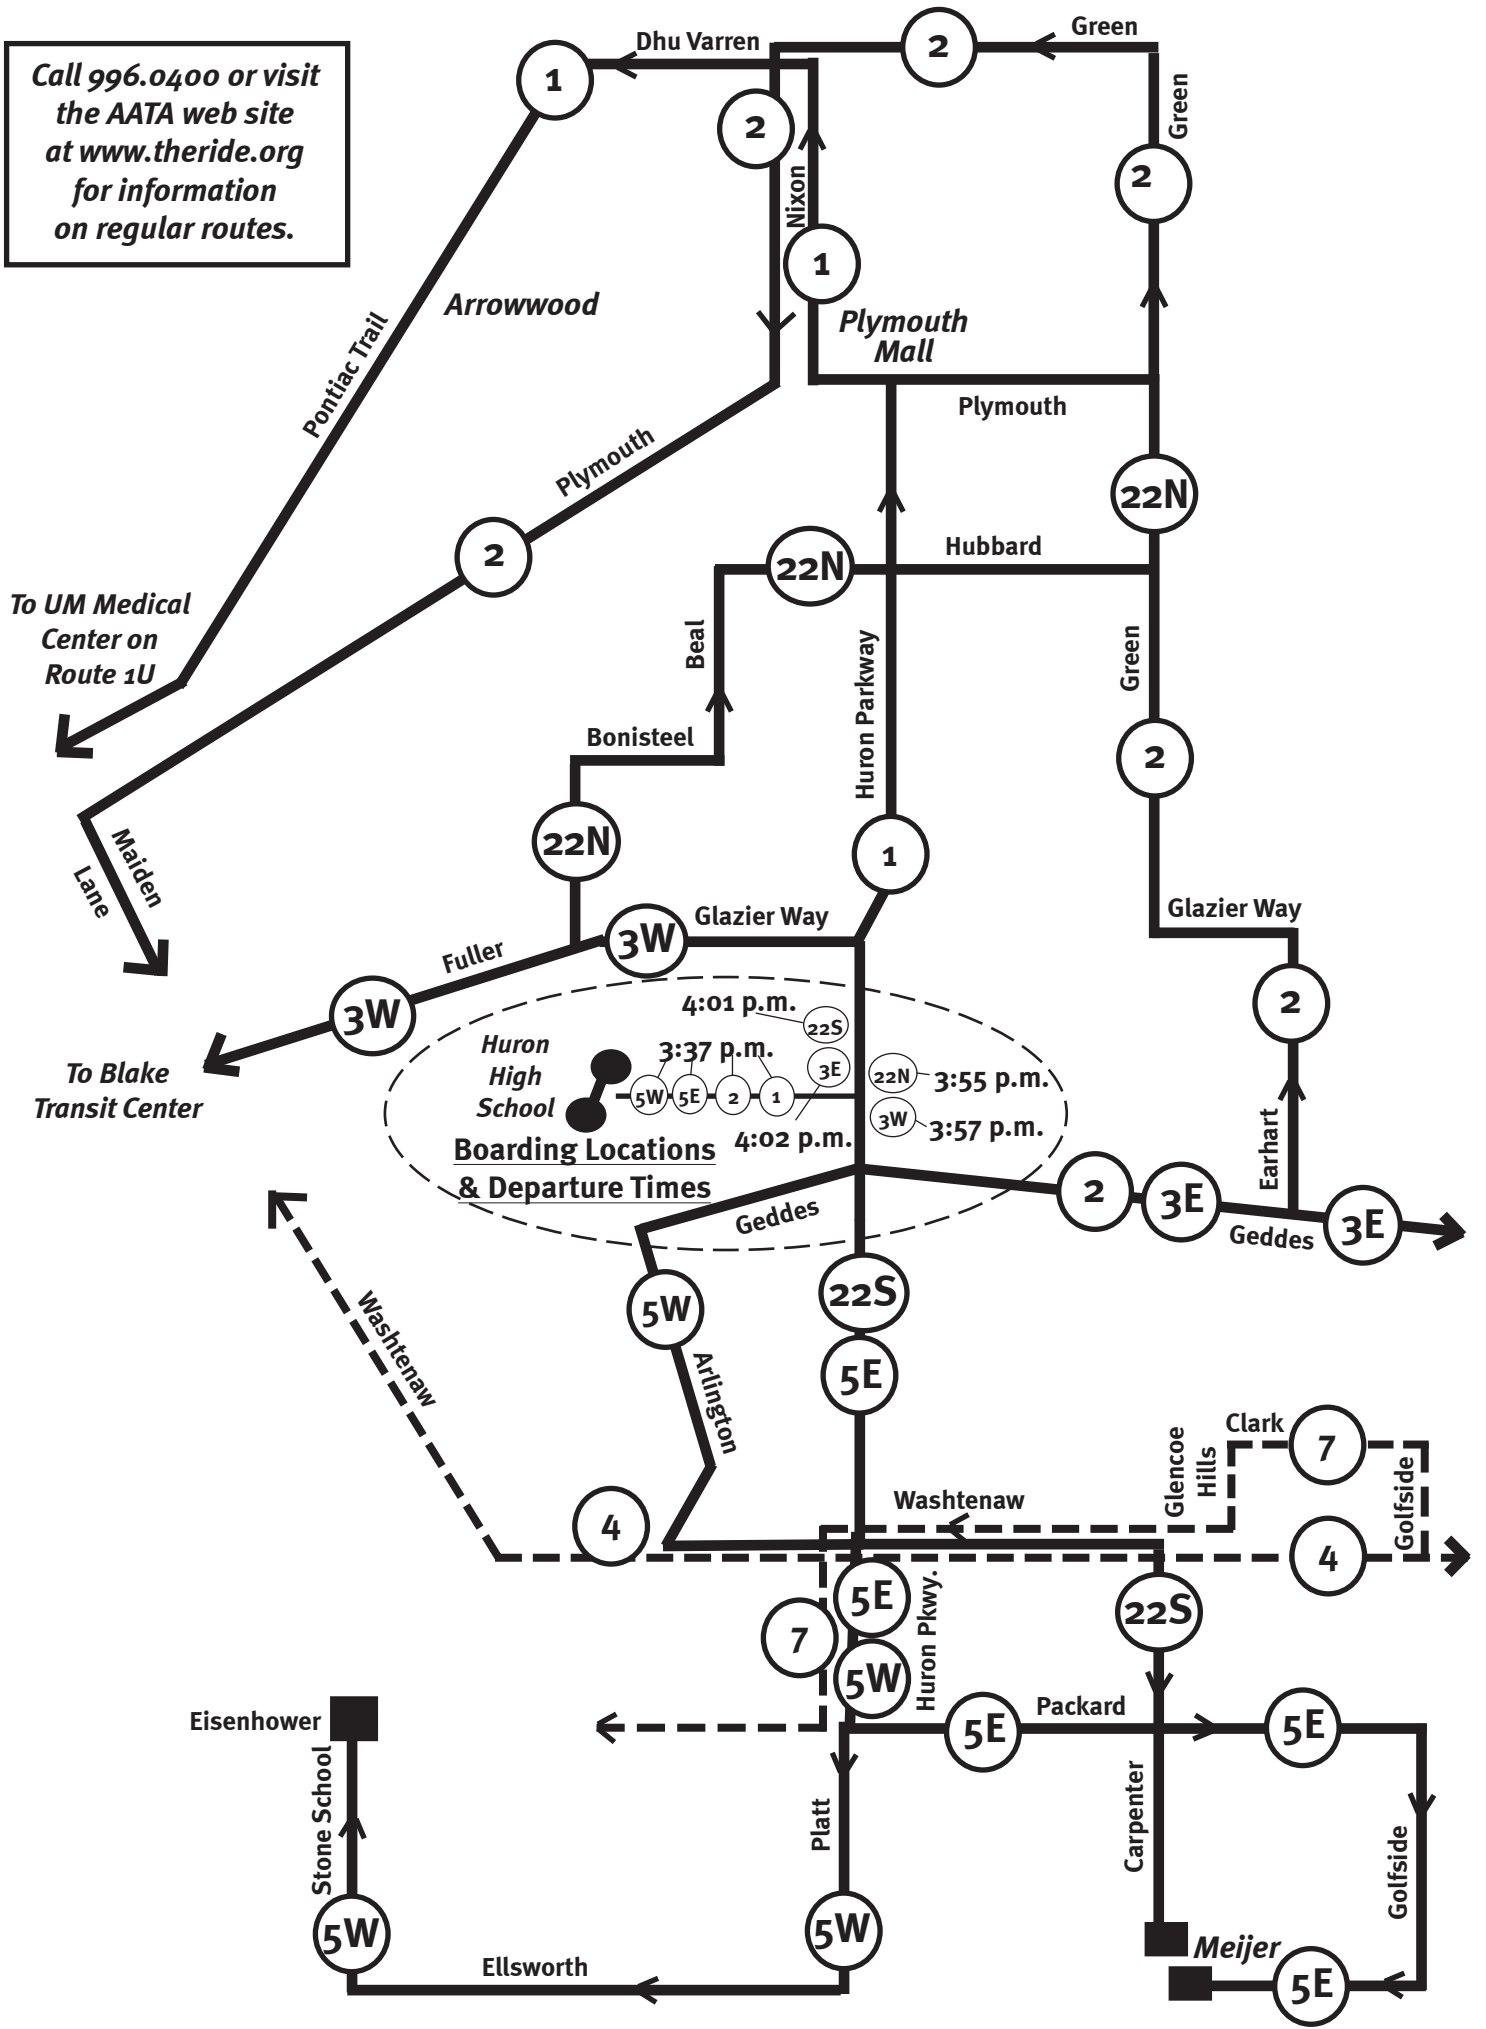 Call 996.0400 or visit
the AATA web site
at www.theride.org
for information
on regular routes.
Dhu Varren
Green
1
2
2
Green
2
Nixon
1
Arrowwood
Plymouth
Mall
Pontiac Trail
Plymouth
Plymouth
22N
2
22N
Hubbard
To UM Medical
Center on
Route 1U
Beal
Huron Parkway
Green
Bonisteel
2
22N
1
Maiden
Lane
Glazier Way
Glazier Way
3W
Fuller
3W
2
4:01 p.m.
22S
Huron
High
School
3:37 p.m.
3E
22N
3:55 p.m.
5W
5E
2
1
3W
3:57 p.m.
4:02 p.m.
To Blake
Transit Center
Boarding Locations
& Departure Times
Earhart
Geddes
2
3E
3E
Geddes
22S
5W
5E
Washtenaw
Arlington
Clark
7
Glencoe
Hills
Golfside
Washtenaw
4
4
5E
Huron Pkwy.
22S
7
5W
Eisenhower
5E
Packard
5E
Stone School
Platt
Carpenter
Golfside
5W
5W
Meijer
Ellsworth
5E